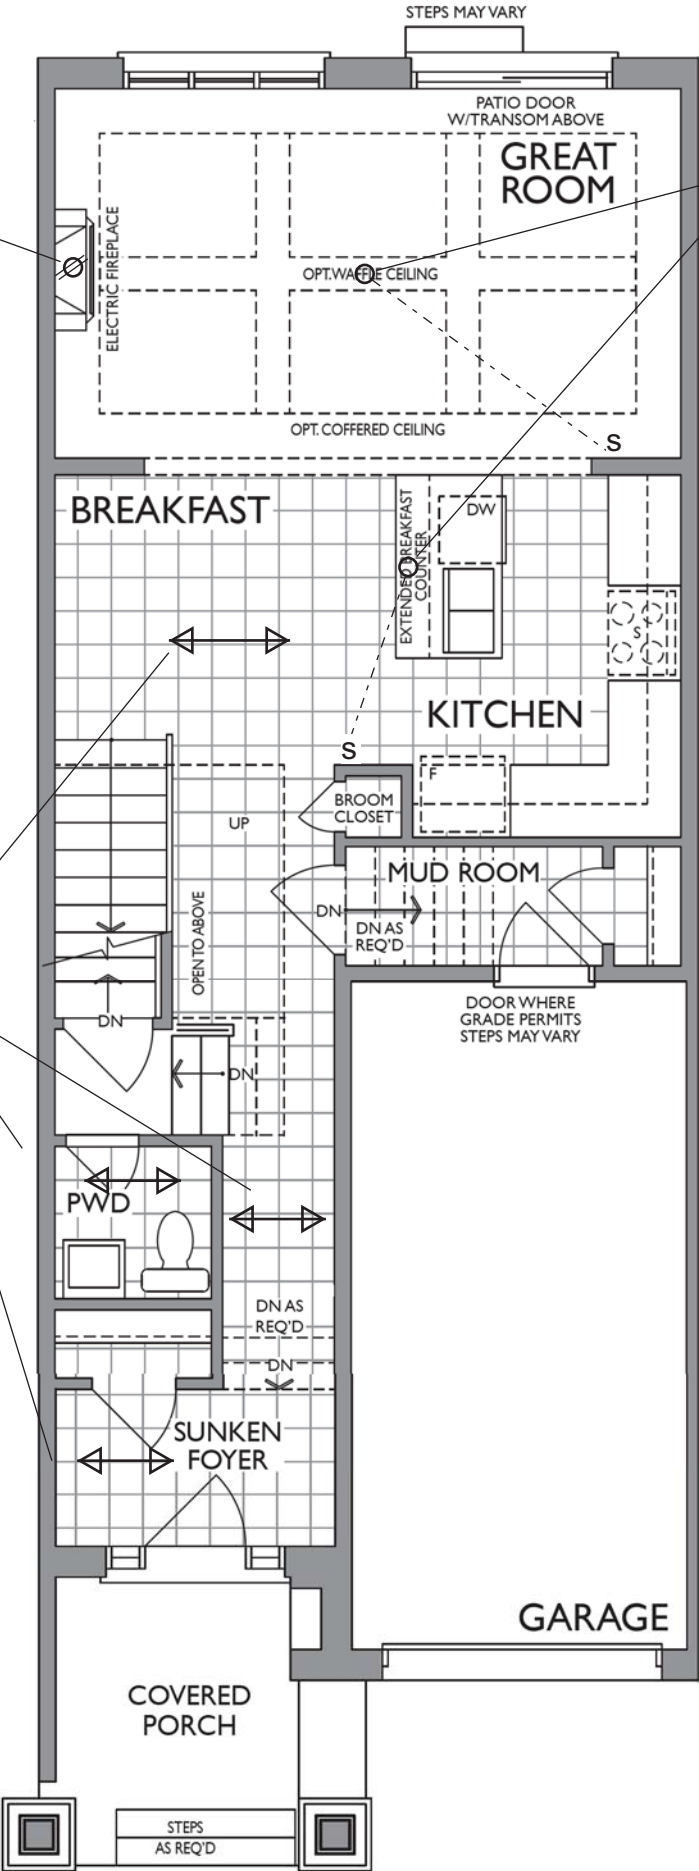 STEPS MAY VARY
PATIO DOOR
W/TRANSOM ABOVE
GREAT
ROOM
ELECTRIC FIREPLACE
OPT. WAFFLE CEILING
OPT. COFFERED CEILING
S
BREAKFAST
EXTENDED BREAKFAST
COUNTER
DW
S
KITCHEN
S
F
BROOM
CLOSET
UP
MUD ROOM
OPEN TO ABOVE
DN
DN AS
REQ'D
DOOR WHERE
GRADE PERMITS
STEPS MAY VARY
DN
DN
PWD
DN AS
REQ'D
DN
SUNKEN
FOYER
GARAGE
COVERED
PORCH
STEPS
AS REQ'D